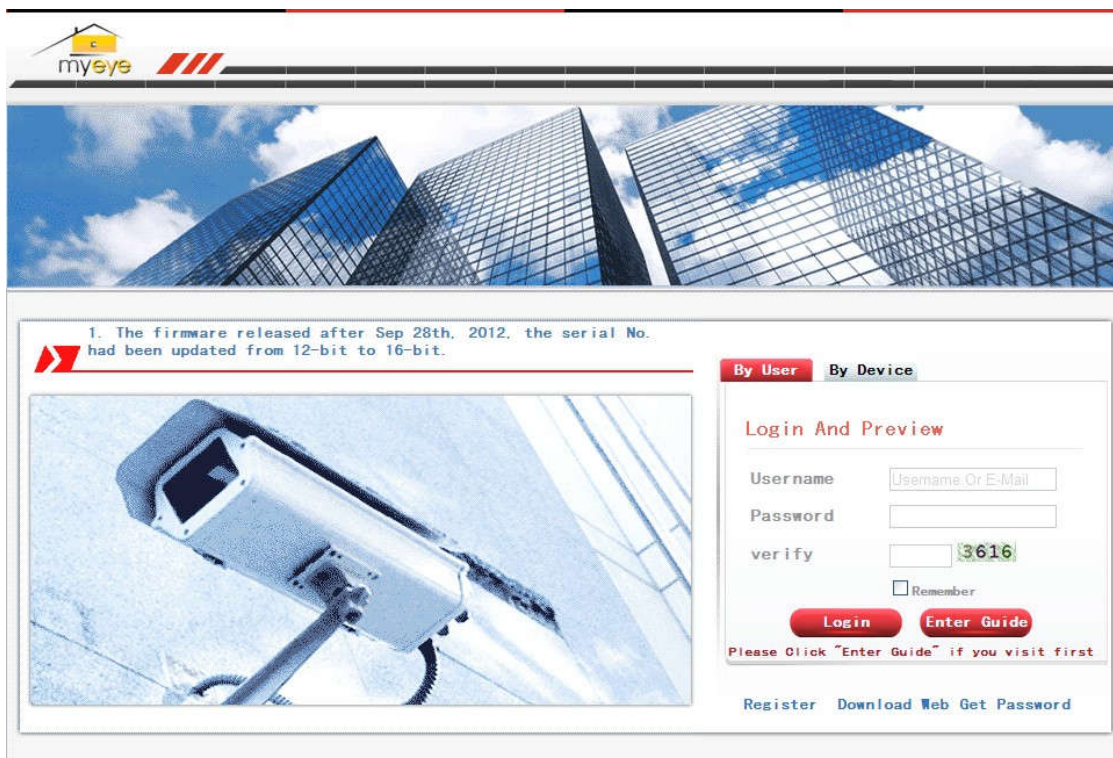 myeye
1. The firmware released after Sep 28th, 2012, the serial No.
had been updated from 12-bit to 16-bit.
By User By Device
Login And Preview
Username Username Or E-Mail
Password
verify 3616
Remember
Login Enter Guide
Please Click "Enter Guide" if you visit first
Register Download Web Get Password